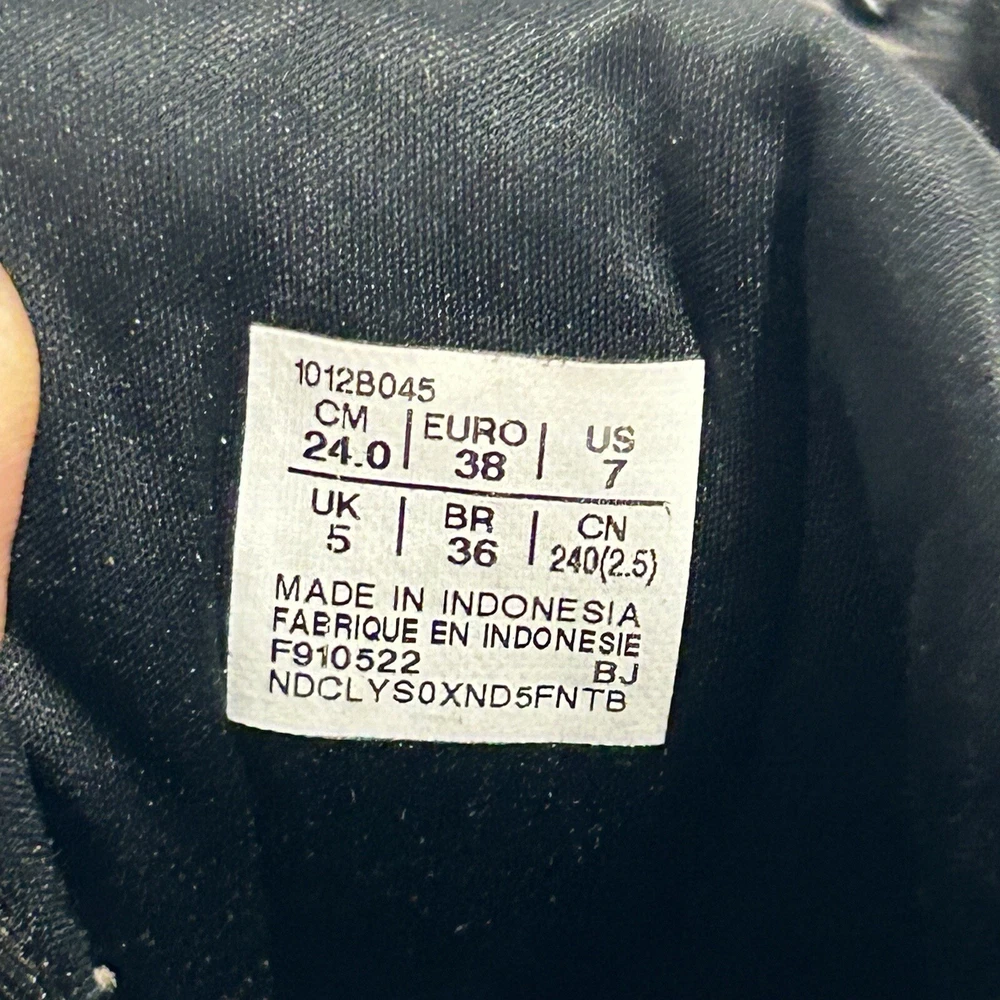 1012B045
CM | EURO | US
24.0 | 38 | 7
UK | BR | CN
5 | 36 | 240(2.5)
MADE IN INDONESIA
FABRIQUE EN INDONESIE
F910522 BJ
NDCLYS0XND5FNTB